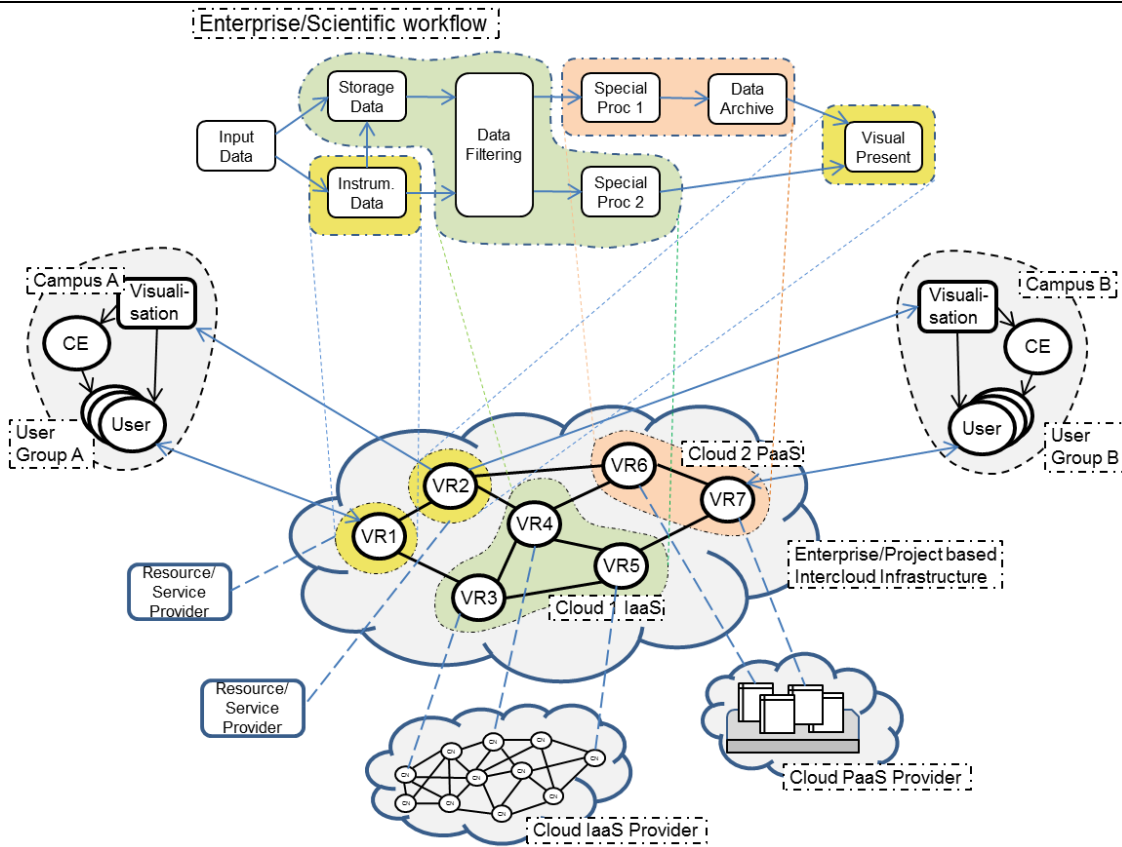 Enterprise/Scientific workflow
Storage
Data
Special
Proc 1
Data
Archive
Input
Data
Data
Filtering
Visual
Present
Instrum.
Data
Special
Proc 2
Campus A
Visuali-
sation
CE
User
User
Group A
Campus B
Visuali-
sation
CE
User
User
Group B
Cloud 2 PaaS
VR6
VR2
VR7
VR4
VR1
VR5
VR3
Cloud 1 IaaS
Enterprise/Project based
Intercloud Infrastructure
Resource/
Service
Provider
Resource/
Service
Provider
Cloud PaaS Provider
Cloud IaaS Provider